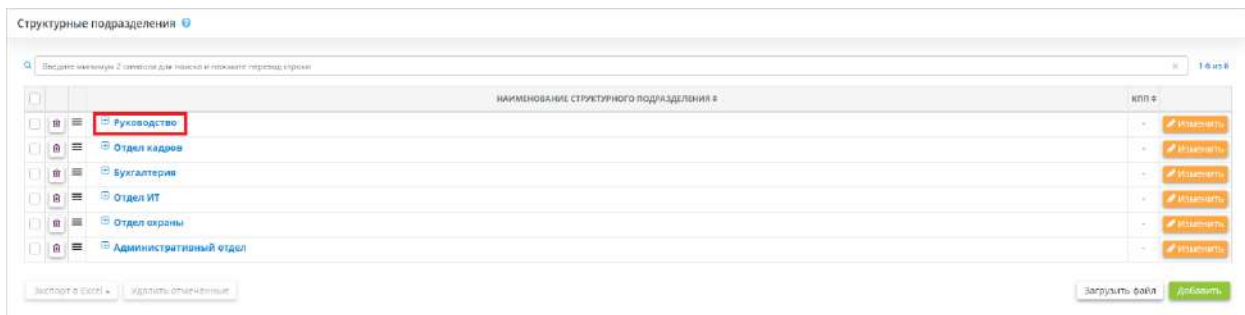 Структурные подразделения
Введите минимум 2 символа для поиска и нажмите перевод строки
1-6 из 6
НАИМЕНОВАНИЕ СТРУКТУРНОГО ПОДРАЗДЕЛЕНИЯ КПП
Руководство - Изменить
Отдел кадров - Изменить
Бухгалтерия - Изменить
Отдел ИТ - Изменить
Отдел охраны - Изменить
Административный отдел - Изменить
Экспорт в Excel Удалить отмеченные Загрузить файл Добавить